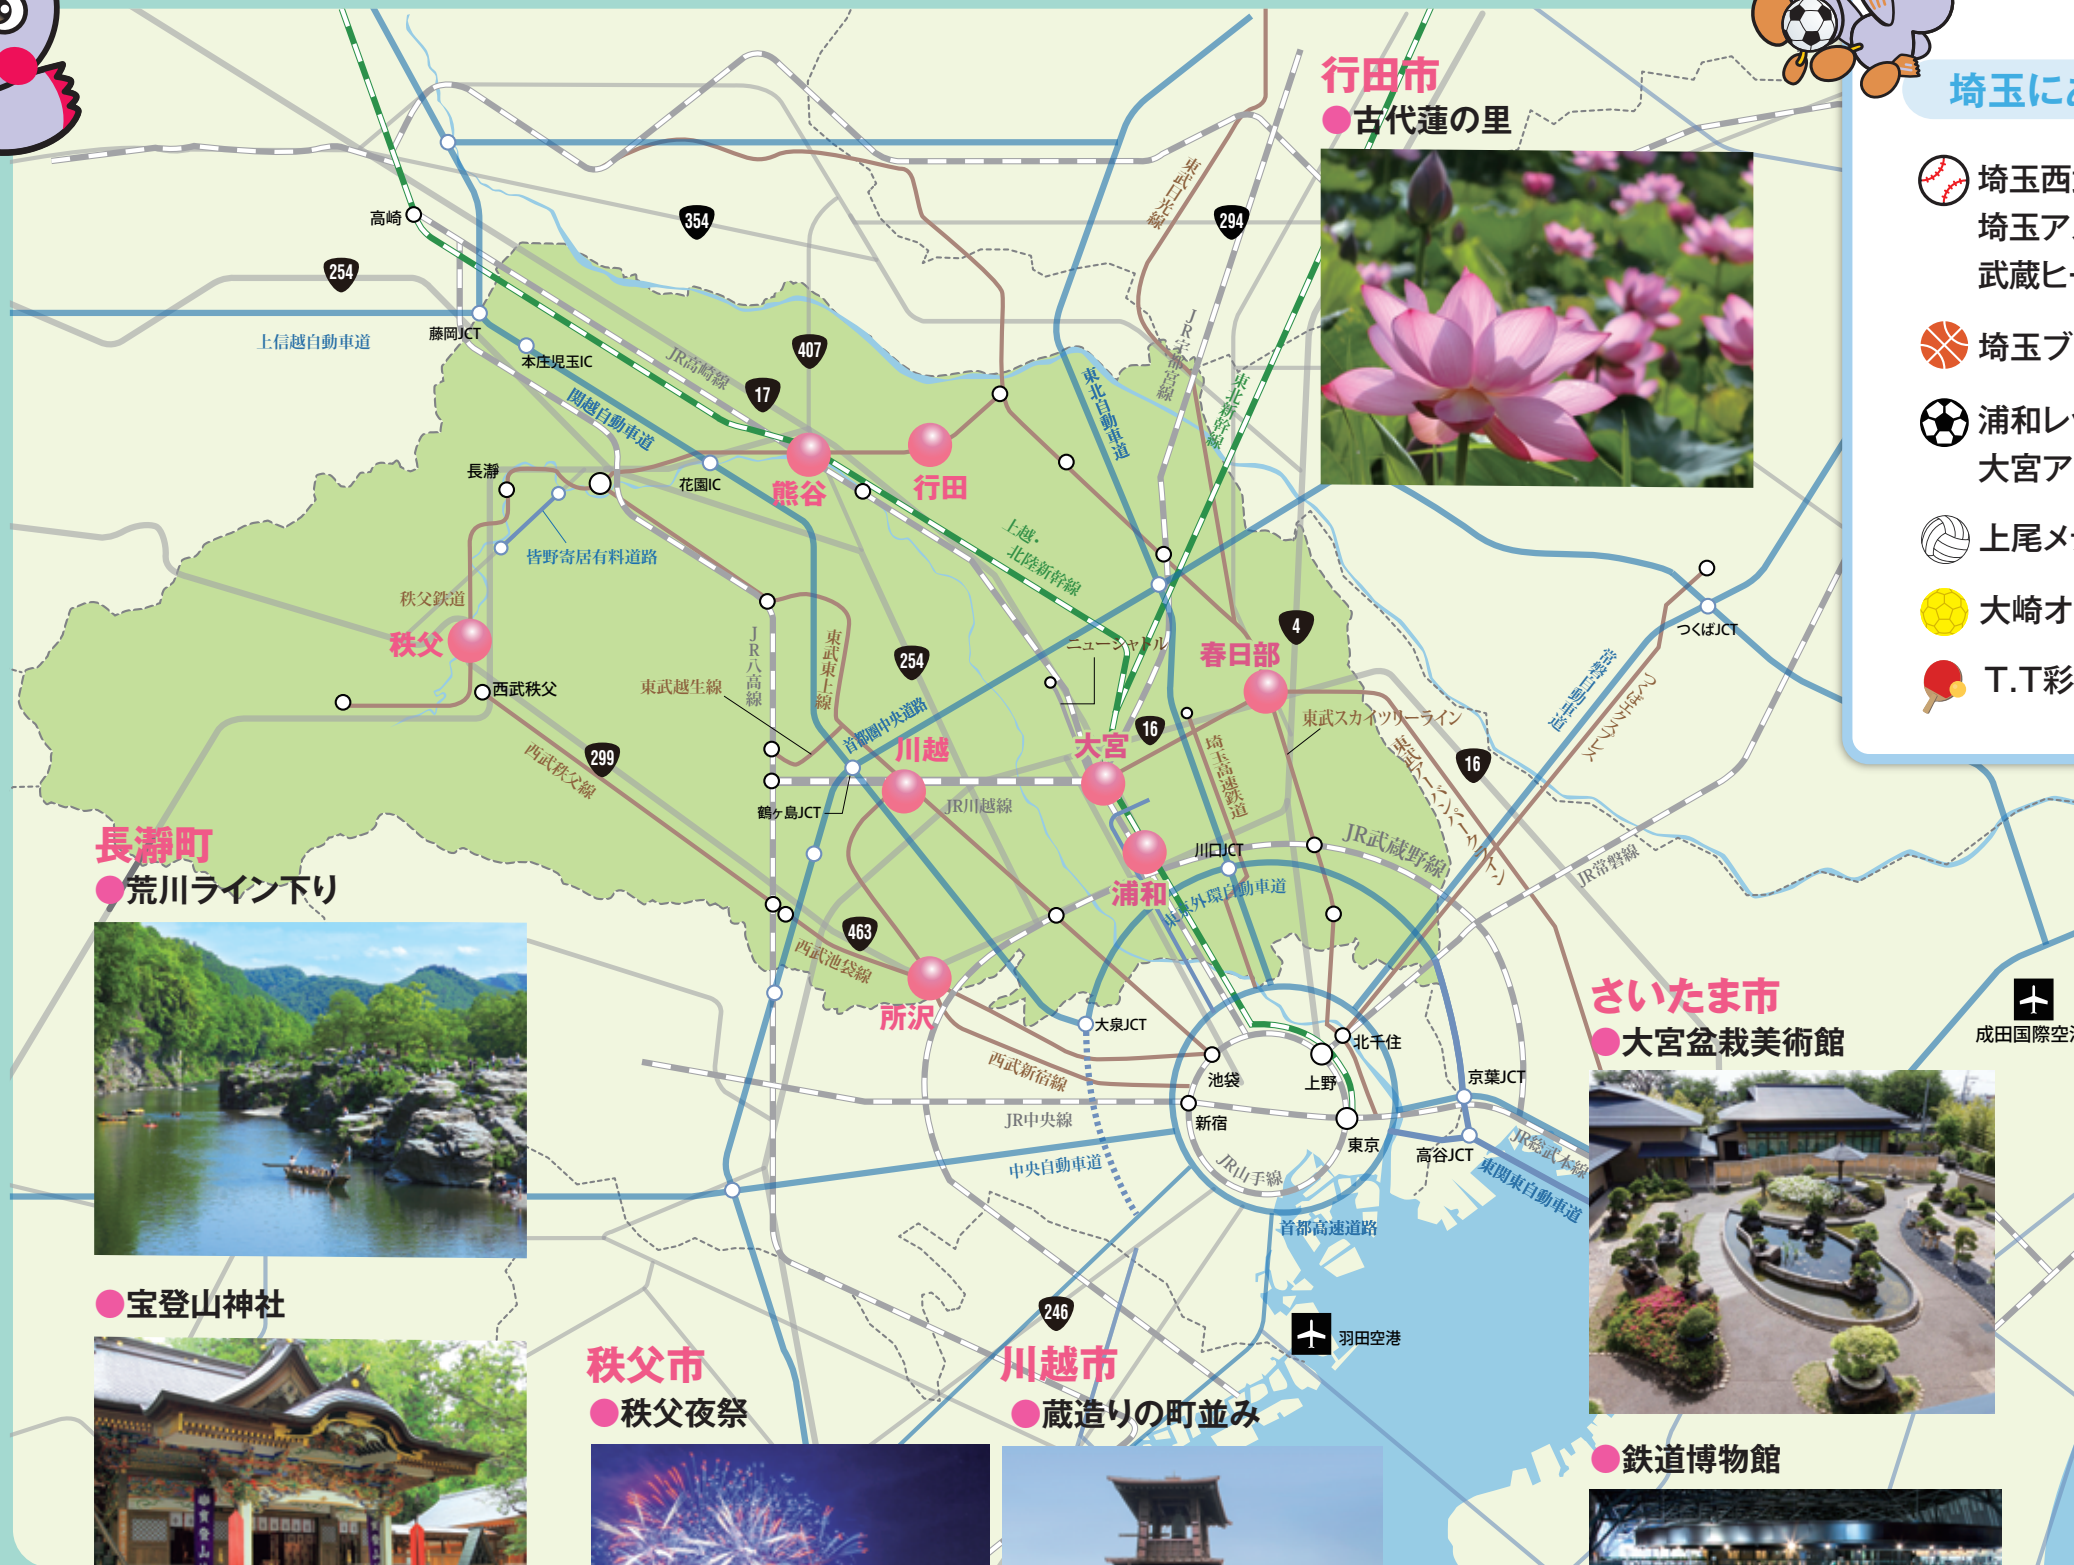 行田市
●古代蓮の里
埼玉に
埼玉西
埼玉ア
武蔵ヒ
埼玉ブ
浦和レ
大宮ア
上尾メ
大崎オ
T.T彩
高崎
354
294
254
東武日光線
上信越自動車道
藤岡JCT
本庄児玉IC
JR高崎線
407
17
JR宇都宮線
東北自動車道
東北新幹線
関越自動車道
長瀞
花園IC
熊谷
行田
上越・
北陸新幹線
皆野寄居有料道路
秩父鉄道
秩父
西武秩父
JR八高線
東武東上線
東武越生線
254
ニューシャトル
春日部
4
つくばJCT
常磐自動車道
つくばエクスプレス
首都圏中央道路
川越
大宮
16
東武スカイツリーライン
東武アーバンパークライン
16
埼玉高速鉄道
299
西武秩父線
鶴ヶ島JCT
JR川越線
川口JCT
JR武蔵野線
JR常磐線
浦和
東京外環自動車道
長瀞町
●荒川ライン下り
463
西武池袋線
所沢
大泉JCT
西武新宿線
池袋
上野
北千住
新宿
東京
京葉JCT
高谷JCT
JR総武本線
東関東自動車道
JR中央線
中央自動車道
JR山手線
首都高速道路
さいたま市
●大宮盆栽美術館
成田国際空
●宝登山神社
246
羽田空港
秩父市
●秩父夜祭
川越市
●蔵造りの町並み
●鉄道博物館